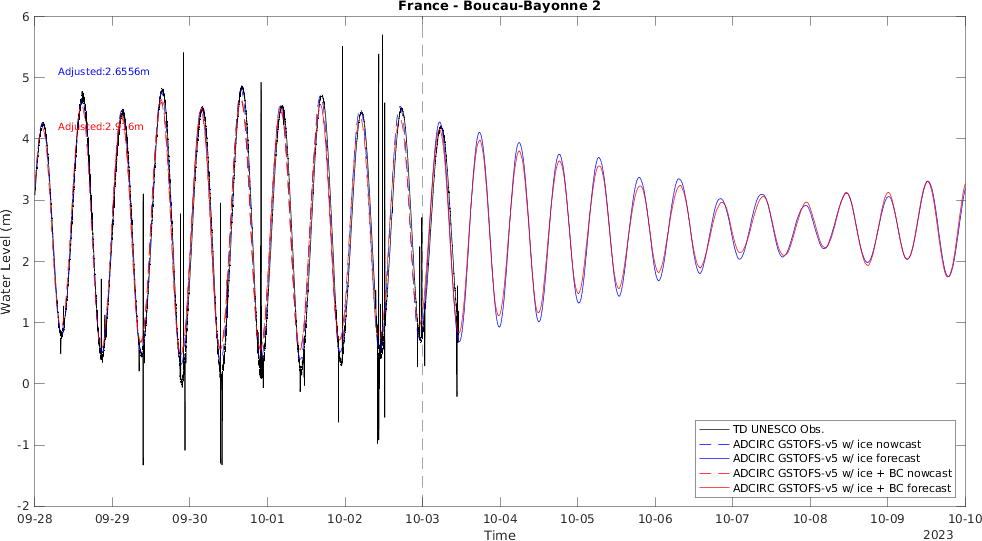 France - Boucau-Bayonne 2
6
5
4
3
2
1
0
-1
-2
Water Level (m)
Adjusted:2.6556m
TD UNESCO Obs.
ADCIRC GSTOFS-v5 w/ ice nowcast
ADCIRC GSTOFS-v5 w/ ice forecast
ADCIRC GSTOFS-v5 w/ ice + BC nowcast
ADCIRC GSTOFS-v5 w/ ice + BC forecast
09-28 09-29 09-30 10-01 10-02 10-03 10-04 10-05 10-06 10-07 10-08 10-09 10-10
Time
2023